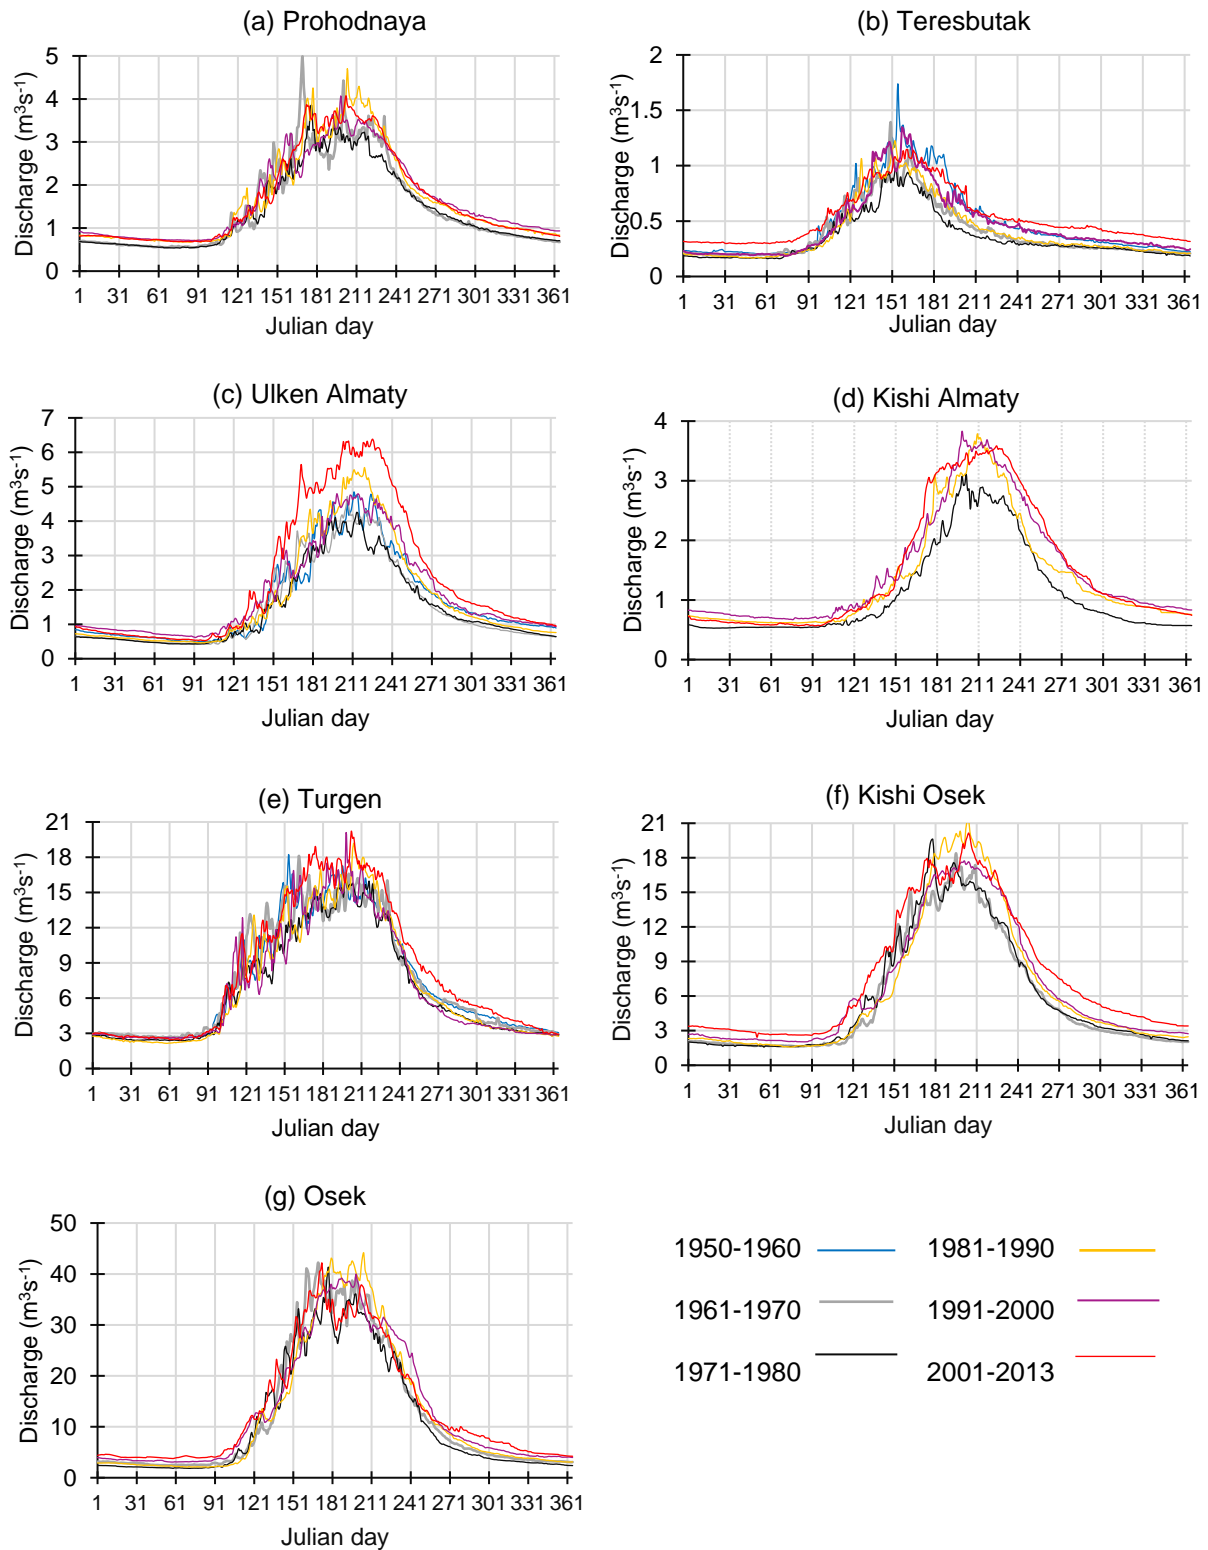 (a) Prohodnaya
Discharge (m³s⁻¹)
5
4
3
2
1
0
1 31 61 91 121 151 181 211 241 271 301 331 361
Julian day
(b) Teresbutak
Discharge (m³s⁻¹)
2
1.5
1
0.5
0
1 31 61 91 121 151 181 211 241 271 301 331 361
Julian day
(c) Ulken Almaty
Discharge (m³s⁻¹)
7
6
5
4
3
2
1
0
1 31 61 91 121 151 181 211 241 271 301 331 361
Julian day
(d) Kishi Almaty
Discharge (m³s⁻¹)
4
3
2
1
0
1 31 61 91 121 151 181 211 241 271 301 331 361
Julian day
(e) Turgen
Discharge (m³s⁻¹)
21
18
15
12
9
6
3
0
1 31 61 91 121 151 181 211 241 271 301 331 361
Julian day
(f) Kishi Osek
Discharge (m³s⁻¹)
21
18
15
12
9
6
3
0
1 31 61 91 121 151 181 211 241 271 301 331 361
Julian day
(g) Osek
Discharge (m³s⁻¹)
50
40
30
20
10
0
1 31 61 91 121 151 181 211 241 271 301 331 361
Julian day
1950-1960
1981-1990
1961-1970
1991-2000
1971-1980
2001-2013